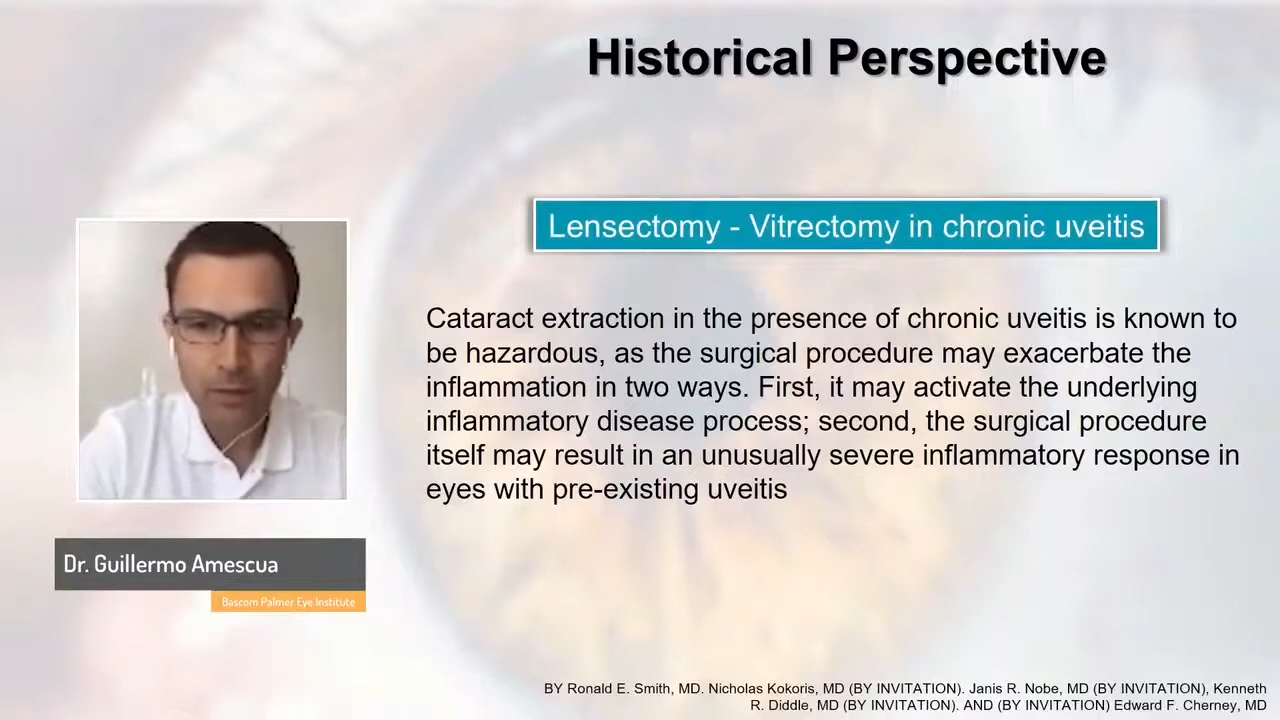 Historical Perspective
Lensectomy - Vitrectomy in chronic uveitis
Cataract extraction in the presence of chronic uveitis is known to
be hazardous, as the surgical procedure may exacerbate the
inflammation in two ways. First, it may activate the underlying
inflammatory disease process; second, the surgical procedure
itself may result in an unusually severe inflammatory response in
eyes with pre-existing uveitis
Dr. Guillermo Amescua
Bascom Palmer Eye Institute
BY Ronald E. Smith, MD. Nicholas Kokoris, MD (BY INVITATION). Janis R. Nobe, MD (BY INVITATION), Kenneth
R. Diddle, MD (BY INVITATION). AND (BY INVITATION) Edward F. Cherney, MD